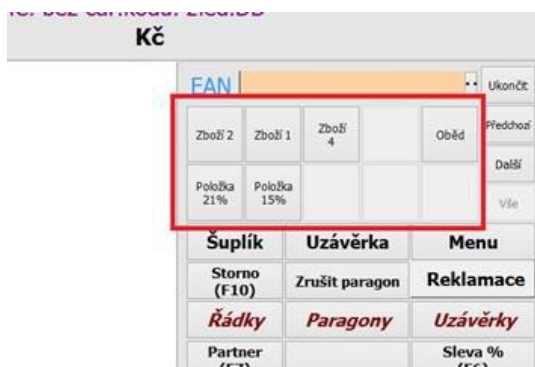 Kč
EAN
Ukončit
Zboží 2 Zboží 1 Zboží 4 Oběd Předchozí
Další
Položka 21% Položka 15%
Vše
Šuplík Uzávěrka Menu
Storno (F10) Zrušit paragon Reklamace
Řádky Paragony Uzávěrky
Partner Sleva %